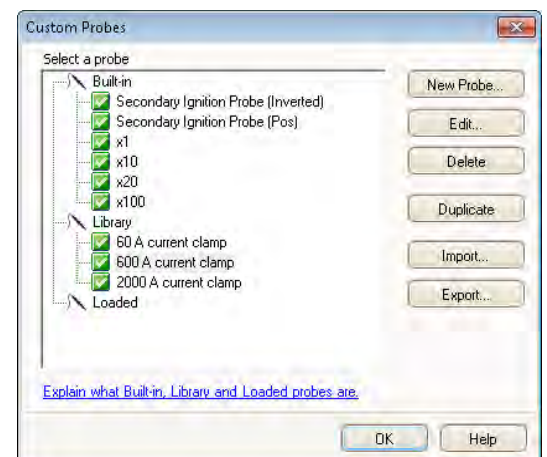 Custom Probes
Select a probe
Built-in
Secondary Ignition Probe (Inverted)
Secondary Ignition Probe (Pos)
x1
x10
x20
x100
Library
60 A current clamp
600 A current clamp
2000 A current clamp
Loaded
New Probe...
Edit...
Delete
Duplicate
Import...
Export...
Explain what Built-in, Library and Loaded probes are.
OK
Help